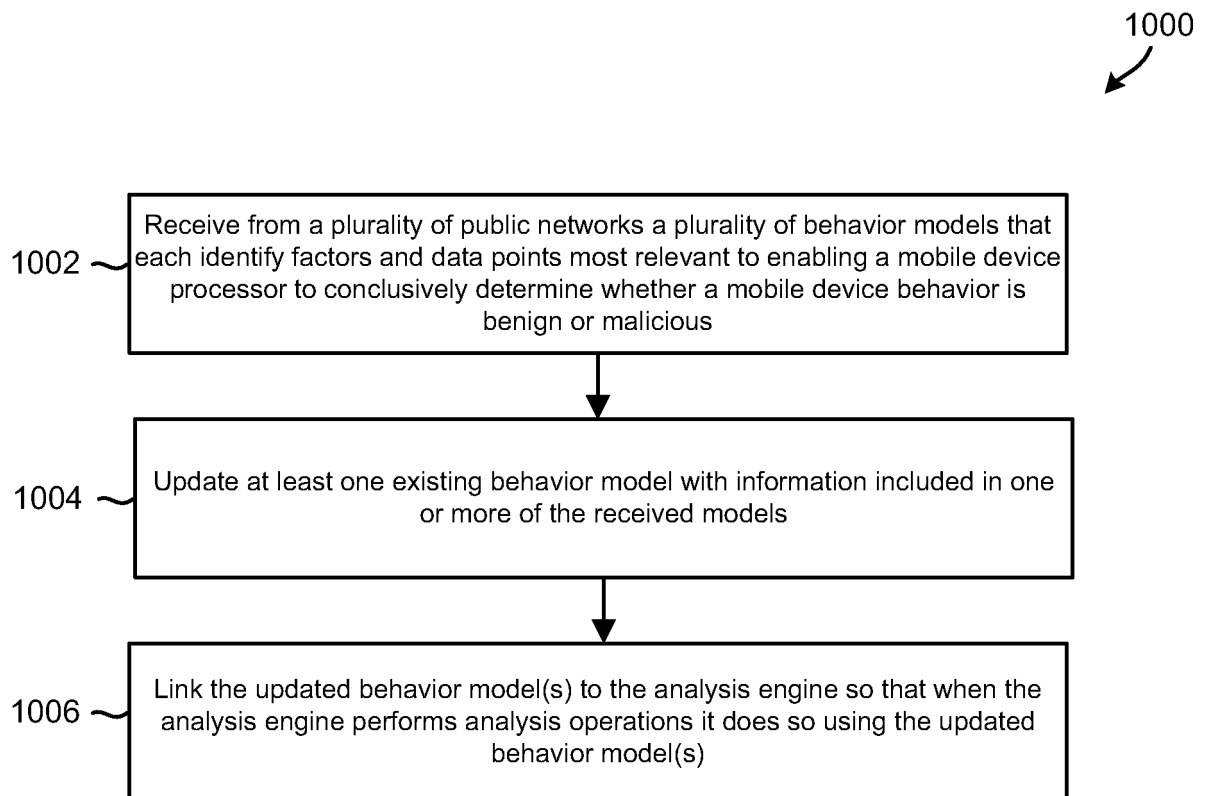 1000
1002
Receive from a plurality of public networks a plurality of behavior models that
each identify factors and data points most relevant to enabling a mobile device
processor to conclusively determine whether a mobile device behavior is
benign or malicious
1004
Update at least one existing behavior model with information included in one
or more of the received models
1006
Link the updated behavior model(s) to the analysis engine so that when the
analysis engine performs analysis operations it does so using the updated
behavior model(s)